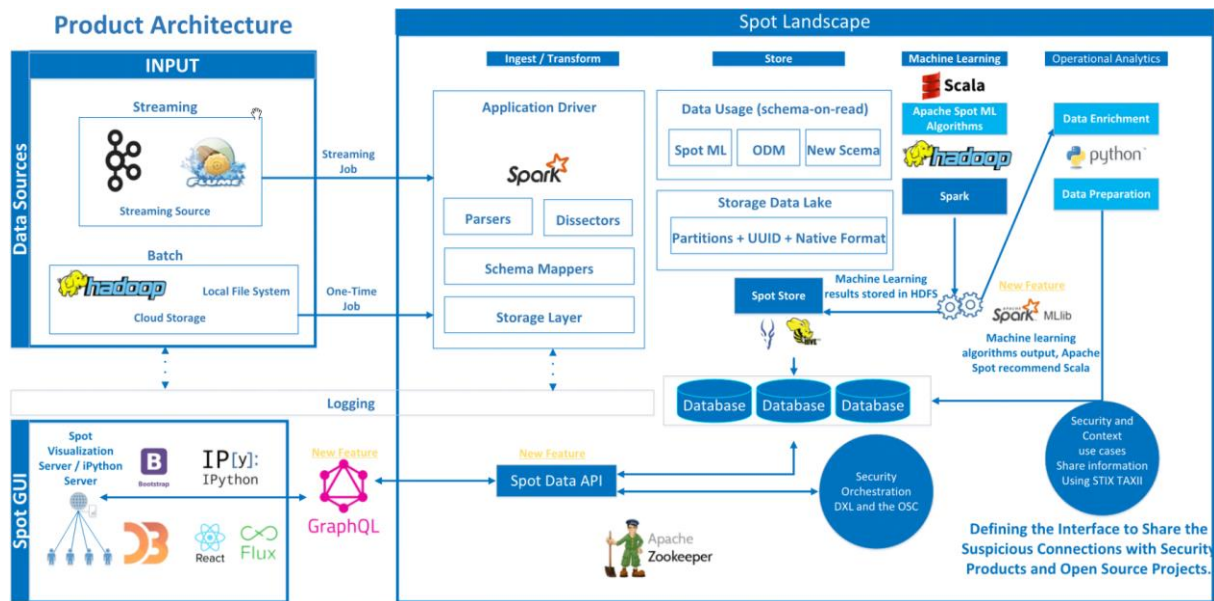 Product Architecture
Spot Landscape
Data Sources
INPUT
Streaming
FLUME
Streaming Source
Batch
hadoop
Local File System
Cloud Storage
Streaming
Job
One-Time
Job
Ingest / Transform
Application Driver
Spark
Parsers
Dissectors
Schema Mappers
Storage Layer
Store
Data Usage (schema-on-read)
Spot ML
ODM
New Scema
Storage Data Lake
Partitions + UUID + Native Format
Spot Store
HIVE
Machine Learning
results stored in HDFS
Machine Learning
Scala
Apache Spot ML
Algorithms
hadoop
Spark
Operational Analytics
Data Enrichment
python
Data Preparation
New Feature
APACHE
Spark MLlib
Machine learning
algorithms output, Apache
Spot recommend Scala
Logging
Database
Database
Database
Spot GUI
Spot
Visualization
Server / iPython
Server
B
Bootstrap
IP[y]:
IPython
D3
React
Flux
New Feature
GraphQL
New Feature
Spot Data API
Security
Orchestration
DXL and the OSC
Apache
Zookeeper
Security and
Context
use cases
Share information
Using STIX TAXII
Defining the Interface to Share the
Suspicious Connections with Security
Products and Open Source Projects.